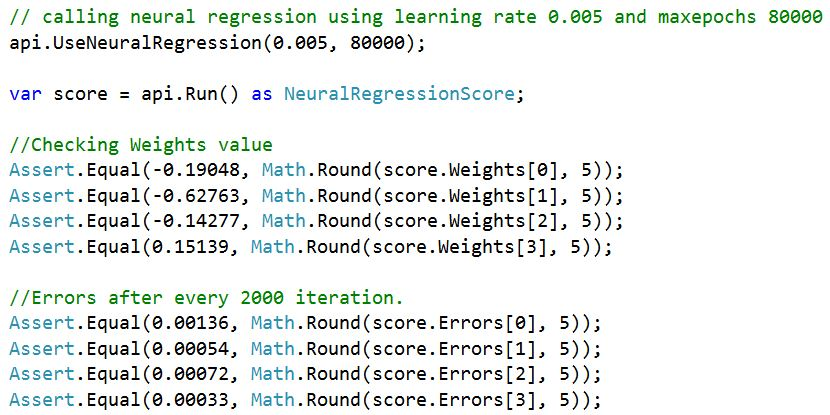 // calling neural regression using learning rate 0.005 and maxepochs 80000
api.UseNeuralRegression(0.005, 80000);
var score = api.Run() as NeuralRegressionScore;
//Checking Weights value
Assert.Equal(-0.19048, Math.Round(score.Weights[0], 5));
Assert.Equal(-0.62763, Math.Round(score.Weights[1], 5));
Assert.Equal(-0.14277, Math.Round(score.Weights[2], 5));
Assert.Equal(0.15139, Math.Round(score.Weights[3], 5));
//Errors after every 2000 iteration.
Assert.Equal(0.00136, Math.Round(score.Errors[0], 5));
Assert.Equal(0.00054, Math.Round(score.Errors[1], 5));
Assert.Equal(0.00072, Math.Round(score.Errors[2], 5));
Assert.Equal(0.00033, Math.Round(score.Errors[3], 5));